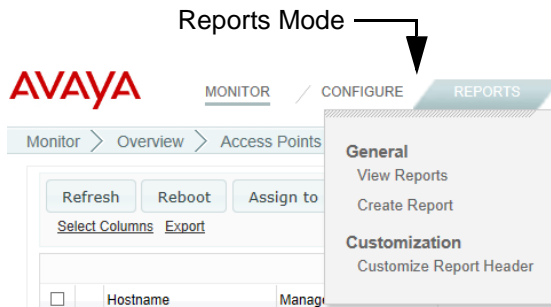 Reports Mode
AVAYA
MONITOR / CONFIGURE REPORTS
Monitor > Overview > Access Points
General
View Reports
Create Report
Customization
Customize Report Header
Refresh Reboot Assign to
Select Columns Export
Hostname